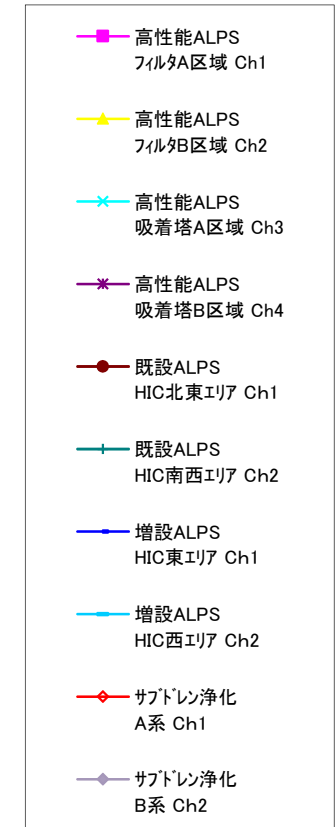 高性能ALPS
フィルタA区域 Ch1
高性能ALPS
フィルタB区域 Ch2
高性能ALPS
吸着塔A区域 Ch3
高性能ALPS
吸着塔B区域 Ch4
既設ALPS
HIC北東エリア Ch1
既設ALPS
HIC南西エリア Ch2
増設ALPS
HIC東エリア Ch1
増設ALPS
HIC西エリア Ch2
サブドレン浄化
A系 Ch1
サブドレン浄化
B系 Ch2